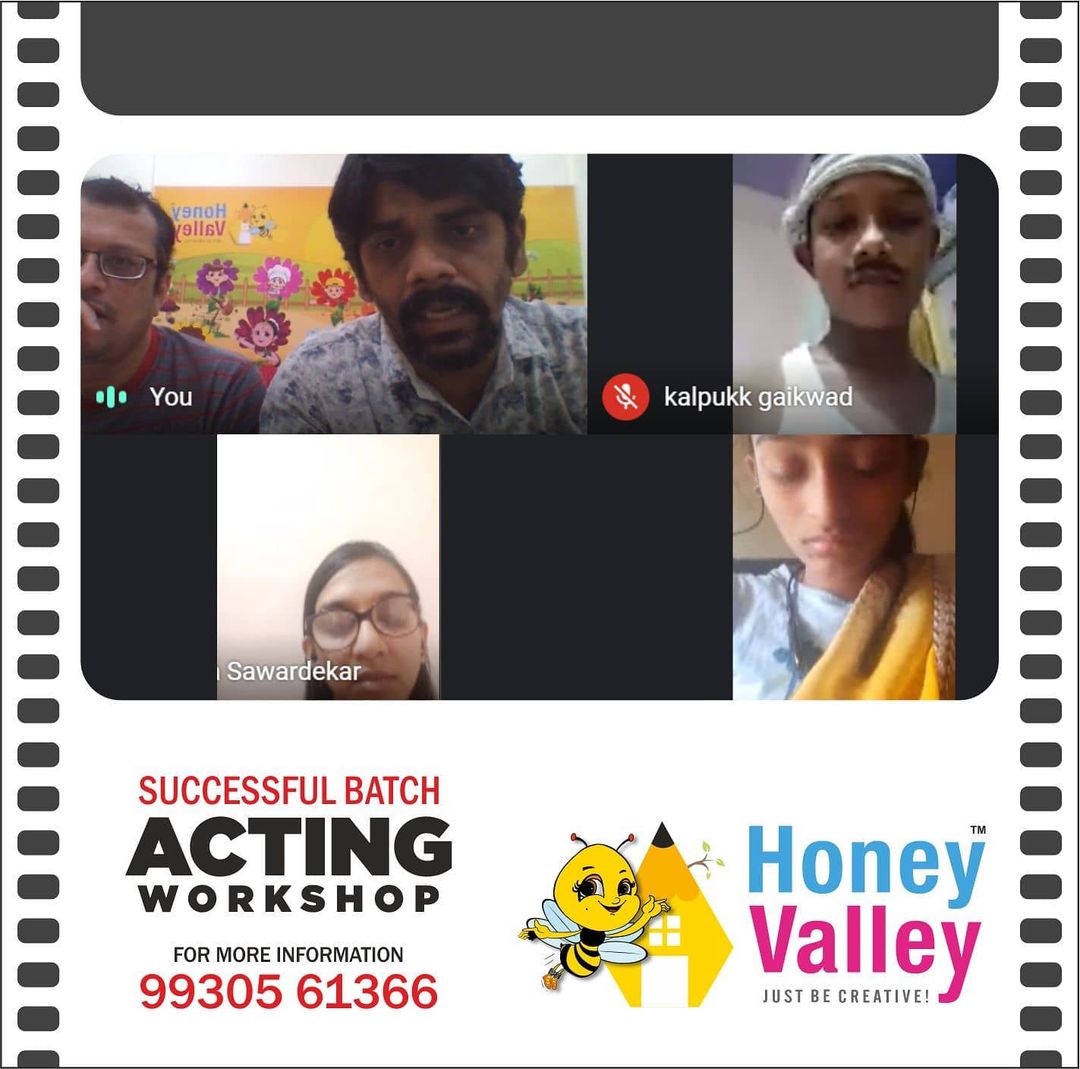 Honey
Valley
You
kalpukk gaikwad
Sawardekar
SUCCESSFUL BATCH
ACTING
WORKSHOP
FOR MORE INFORMATION
99305 61366
Honey™
Valley
JUST BE CREATIVE!